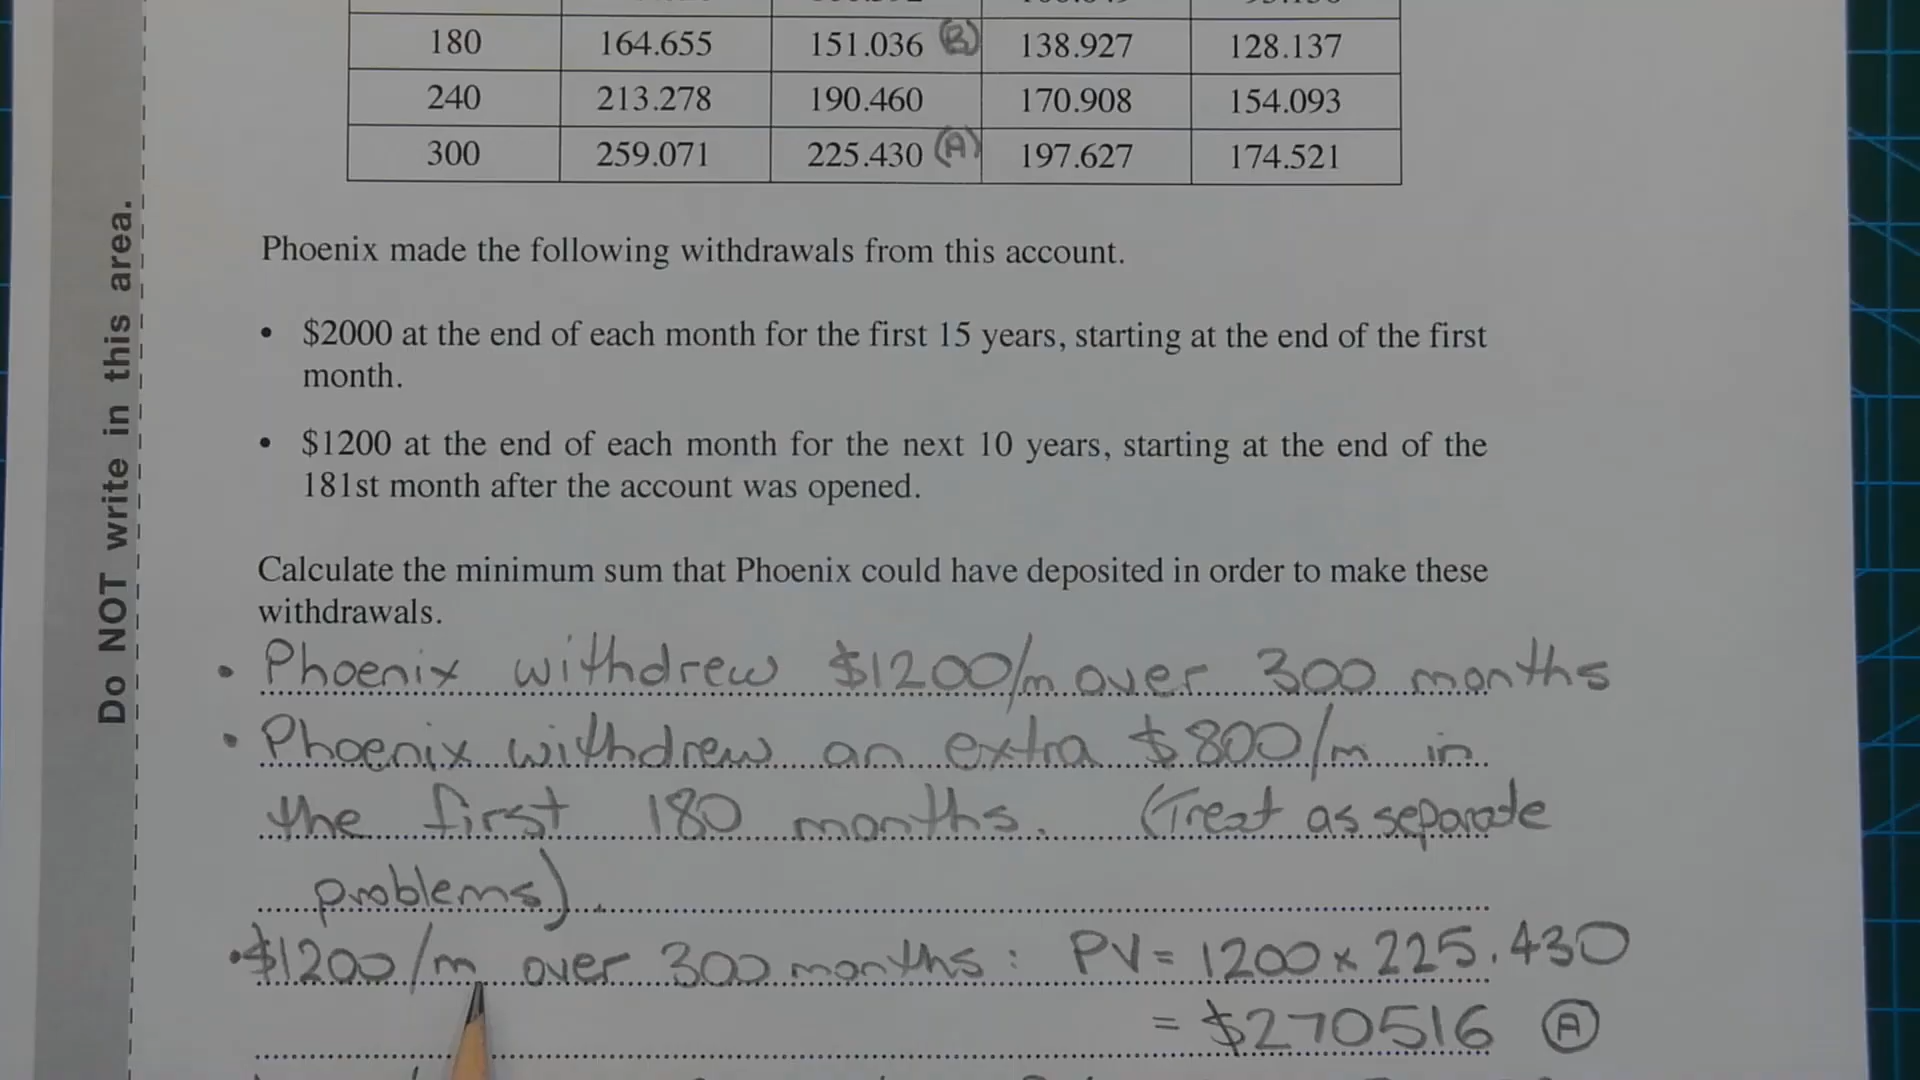 180 164.655 151.036 (B) 138.927 128.137
240 213.278 190.460 170.908 154.093
300 259.071 225.430 (A) 197.627 174.521
Do NOT write in this area.
Phoenix made the following withdrawals from this account.
• $2000 at the end of each month for the first 15 years, starting at the end of the first
month.
• $1200 at the end of each month for the next 10 years, starting at the end of the
181st month after the account was opened.
Calculate the minimum sum that Phoenix could have deposited in order to make these
withdrawals.
• Phoenix withdrew $1200/m over 300 months
• Phoenix withdrew an extra $800/m in
the first 180 months. (Treat as separate
problems).
• $1200/m over 300 months: PV = 1200 × 225.430
= $270516 (A)